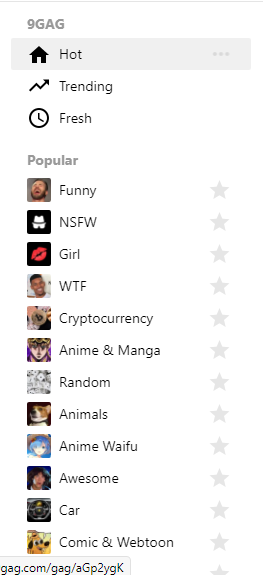 9GAG
Hot
Trending
Fresh
Popular
Funny
NSFW
Girl
WTF
Cryptocurrency
Anime & Manga
Random
Animals
Anime Waifu
Awesome
Car
Comic & Webtoon
gag.com/gag/aGp2ygK